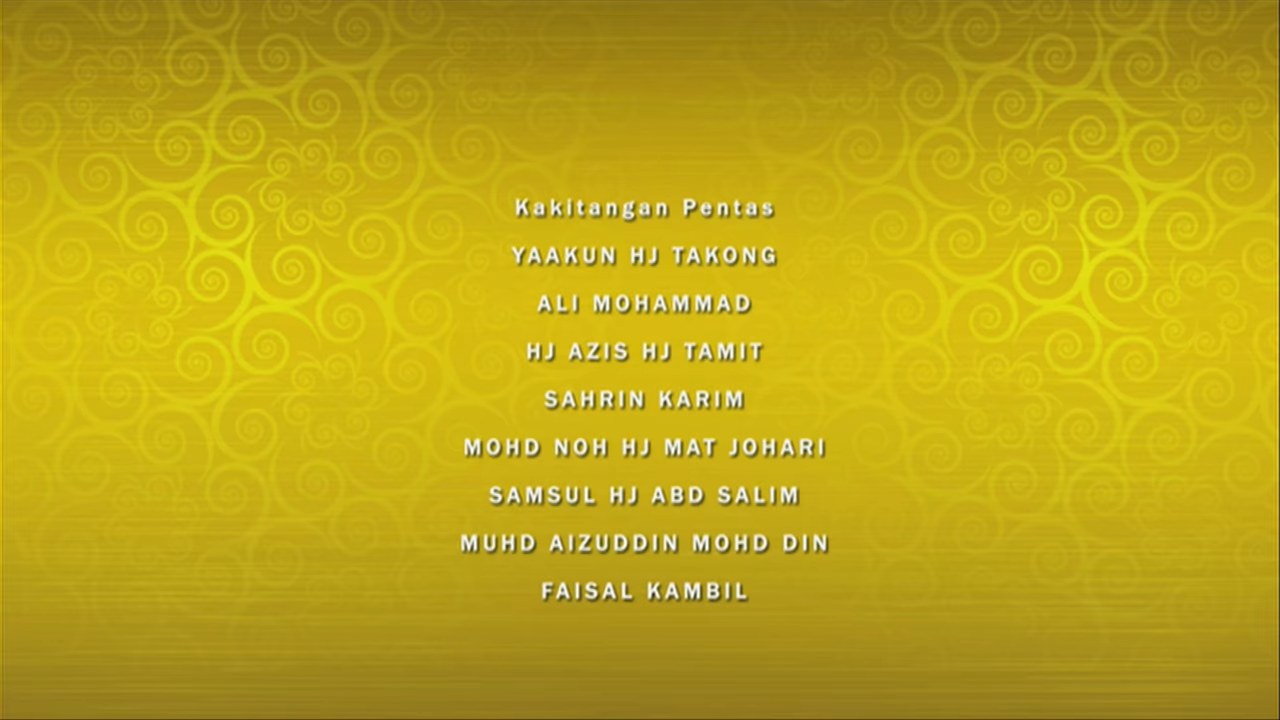 Kakitangan Pentas
YAAKUN HJ TAKONG
ALI MOHAMMAD
HJ AZIS HJ TAMIT
SAHRIN KARIM
MOHD NOH HJ MAT JOHARI
SAMSUL HJ ABD SALIM
MUHD AIZUDDIN MOHD DIN
FAISAL KAMBIL